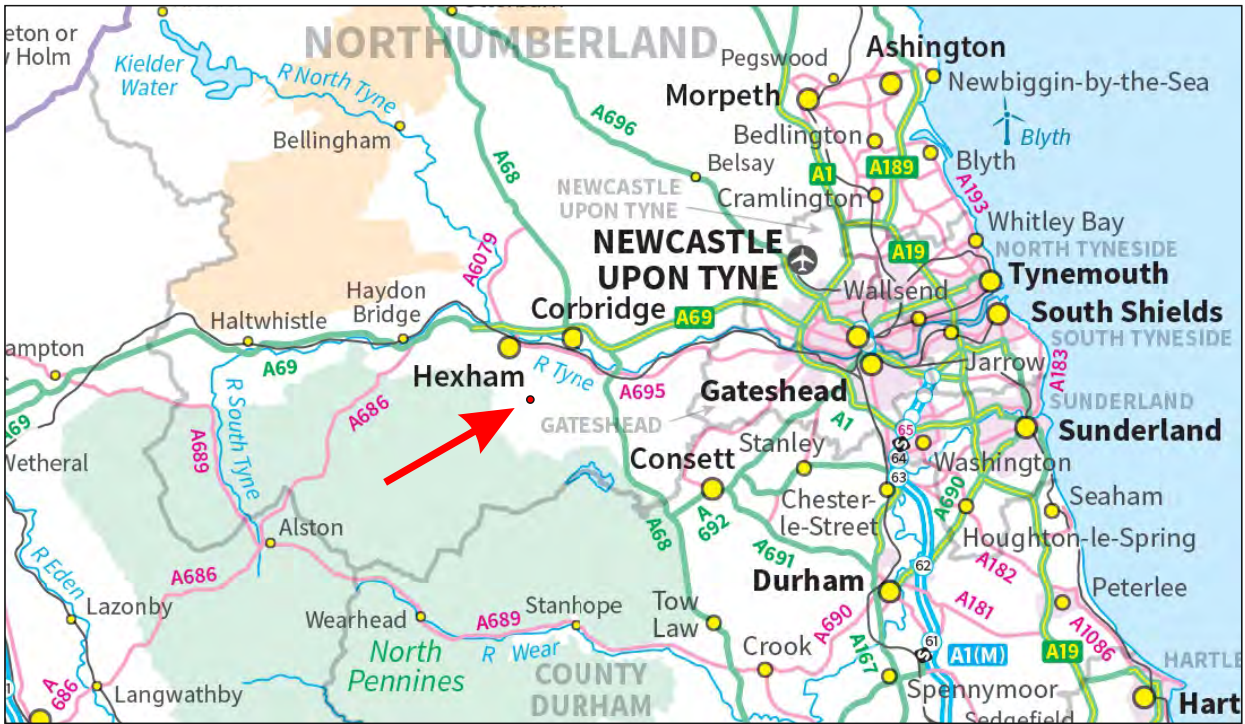 eton or
Holm
Kielder
Water
NORTHUMBERLAND
R North Tyne
Bellingham
A68
A696
Pegswood
Ashington
Morpeth
Newbiggin-by-the-Sea
Bedlington
Blyth
Belsay
A1
A189
Blyth
NEWCASTLE
UPON TYNE
Cramlington
A193
Whitley Bay
A6079
NEWCASTLE
UPON TYNE
A19
NORTH TYNESIDE
Tynemouth
Haydon
Bridge
Haltwhistle
Corbridge
A69
Wallsend
South Shields
SOUTH TYNESIDE
ampton
A69
Hexham
R Tyne
A695
Gateshead
Jarrow
A183
A69
R South Tyne
A686
A689
GATESHEAD
A1
SUNDERLAND
Sunderland
Wetheral
Consett
Stanley
65
S
64
63
Washington
A690
Seaham
Alston
A68
A
692
Chester-
le-Street
Houghton-le-Spring
R Eden
A686
A691
62
A182
Durham
Peterlee
Lazonby
Wearhead
A689
Stanhope
Tow
Law
A690
A181
A1086
North
Pennines
R Wear
Crook
A167
61
S
A1(M)
A19
HARTLE
A
686
Langwathby
COUNTY
DURHAM
Spennymoor
Sedgefield
Hart
1